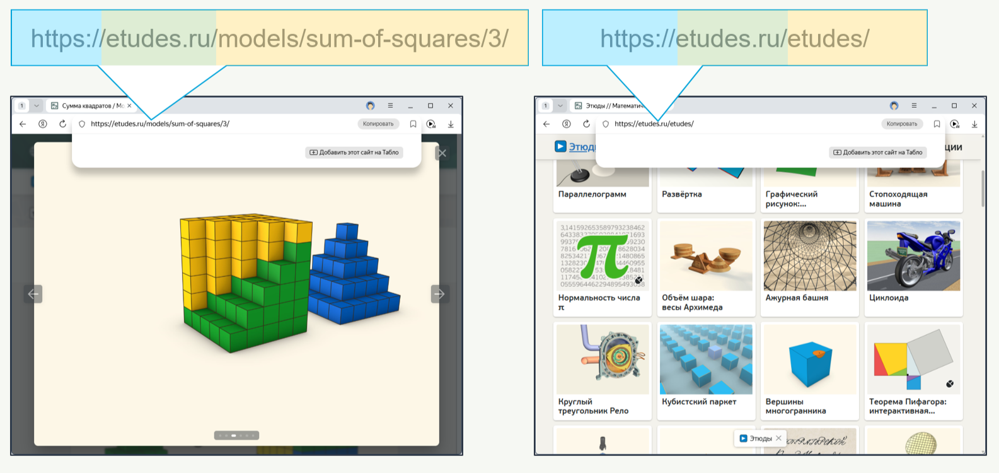 https://etudes.ru/models/sum-of-squares/3/
https://etudes.ru/etudes/
1
Сумма квадратов / Мо
https://etudes.ru/models/sum-of-squares/3/
Копировать
Добавить этот сайт на Табло
1
Этюды // Математич
https://etudes.ru/etudes/
Копировать
Добавить этот сайт на Табло
Этюд
ции
Параллелограмм
Развёртка
Графический
рисунок:...
Стопоходящая
машина
π
Нормальность числа
π
Объём шара:
весы Архимеда
Ажурная башня
Циклоида
Круглый
треугольник Рело
Кубистский паркет
Вершины
многогранника
Теорема Пифагора:
интерактивная...
Этюды